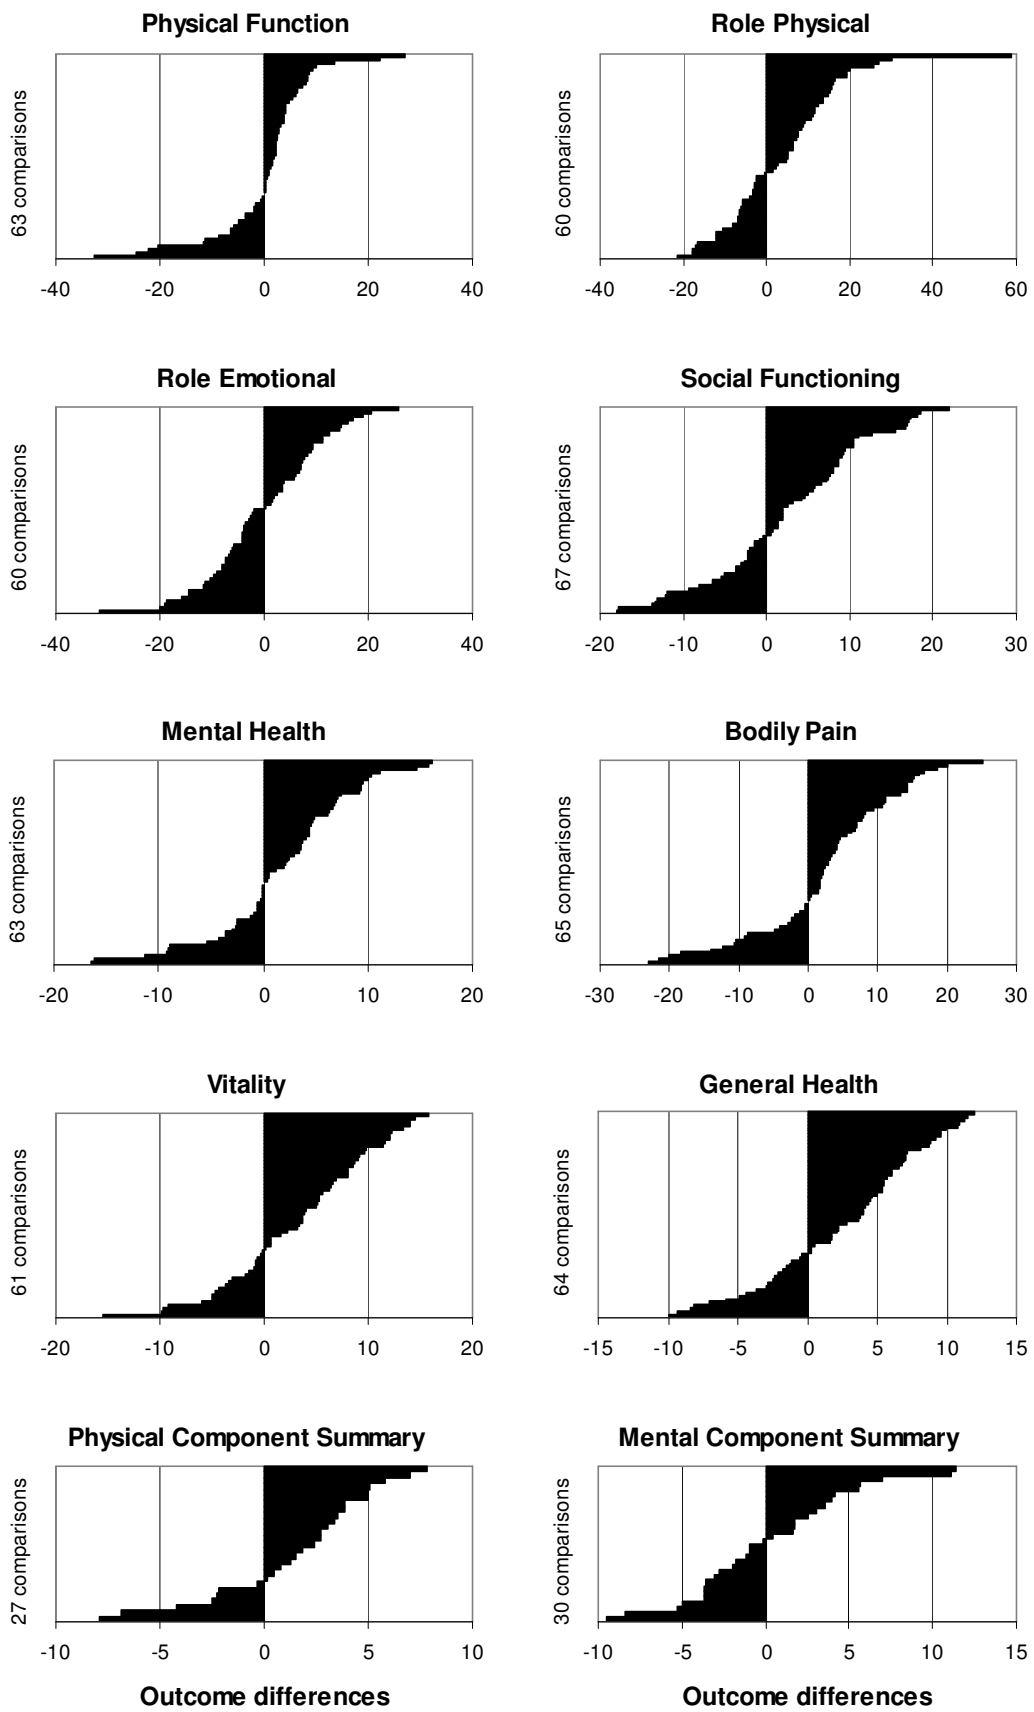 Physical Function
63 comparisons
-40 -20 0 20 40
Role Physical
60 comparisons
-40 -20 0 20 40 60
Role Emotional
60 comparisons
-40 -20 0 20 40
Social Functioning
67 comparisons
-20 -10 0 10 20 30
Mental Health
63 comparisons
-20 -10 0 10 20
Bodily Pain
65 comparisons
-30 -20 -10 0 10 20 30
Vitality
61 comparisons
-20 -10 0 10 20
General Health
64 comparisons
-15 -10 -5 0 5 10 15
Physical Component Summary
27 comparisons
-10 -5 0 5 10
Outcome differences
Mental Component Summary
30 comparisons
-10 -5 0 5 10 15
Outcome differences